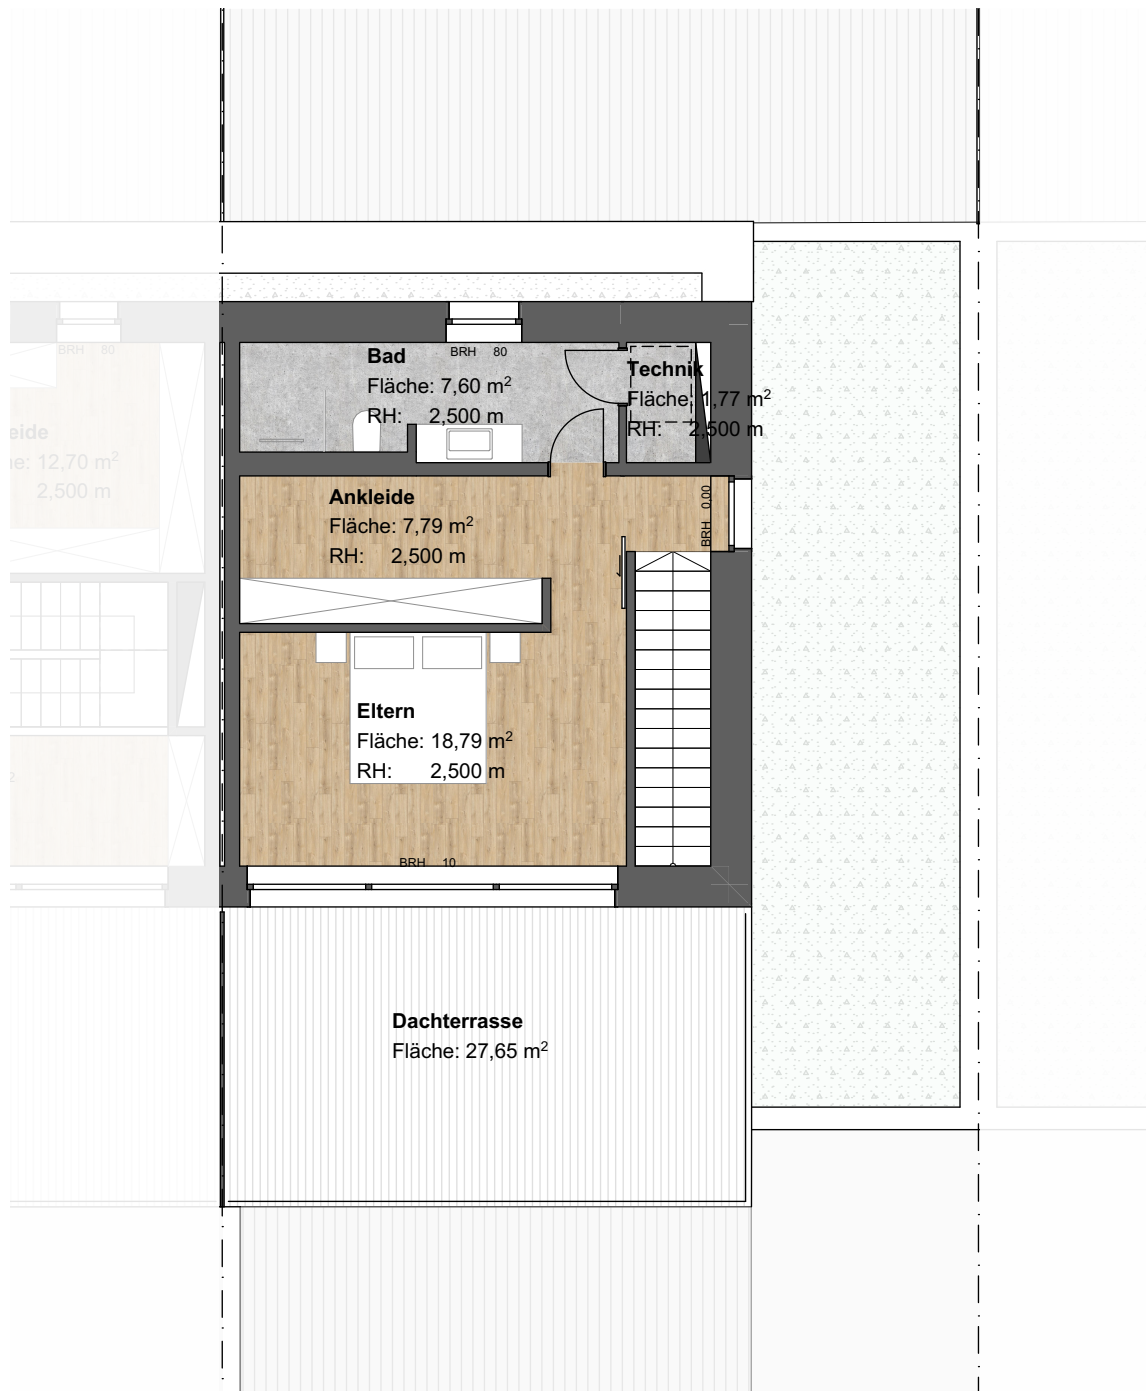 Bad
Fläche: 7,60 m²
RH: 2,500 m
BRH 80
Technik
Fläche: 1,77 m²
RH: 2,500 m
BRH 80
eide
he: 12,70 m²
2,500 m
Ankleide
Fläche: 7,79 m²
RH: 2,500 m
BRH 0,00
Eltern
Fläche: 18,79 m²
RH: 2,500 m
BRH 10
Dachterrasse
Fläche: 27,65 m²